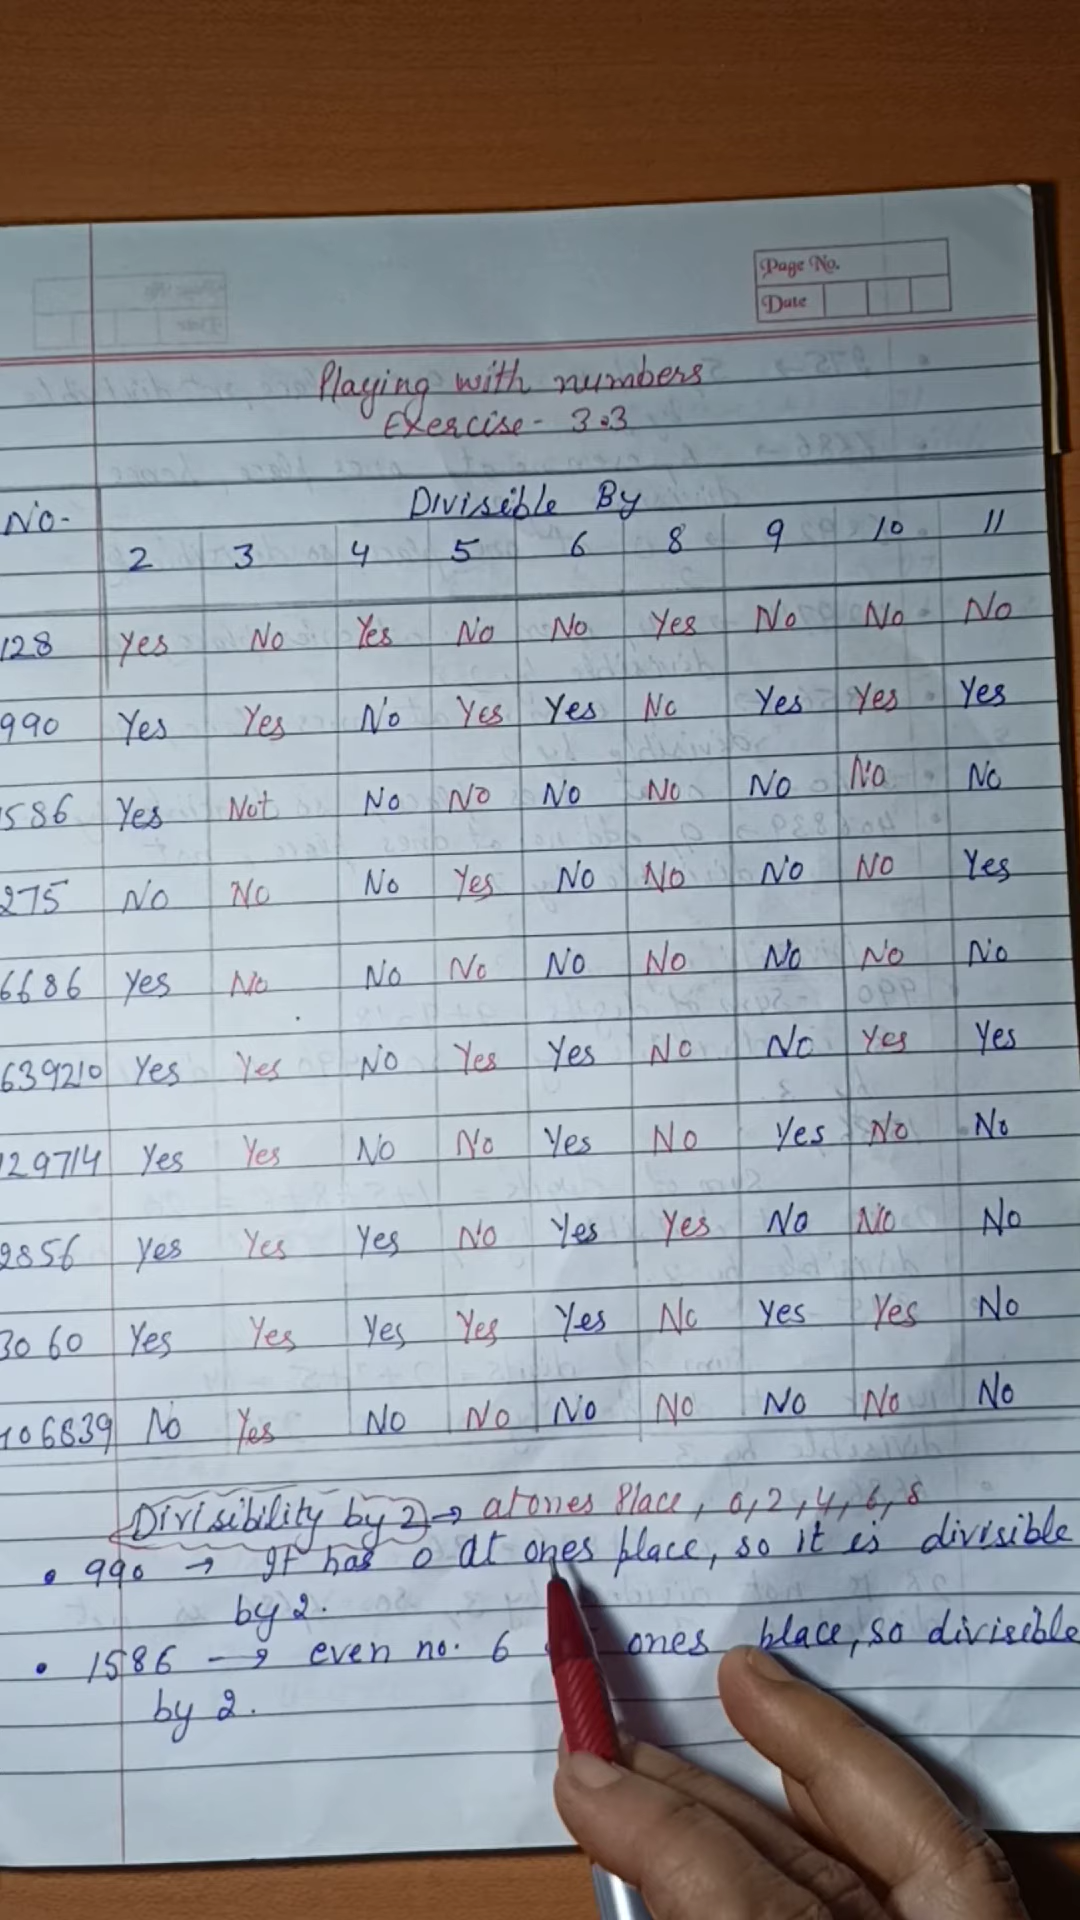 Page No.
Date
Playing with numbers
Exercise - 3.3
No- Divisible By
2 3 4 5 6 8 9 10 11
128 Yes No Yes No No Yes No No No
990 Yes Yes No Yes Yes No Yes Yes Yes
1586 Yes Not No No No No No No No
275 No No No Yes No No No No Yes
6686 Yes No No No No No No No No
639210 Yes Yes No Yes Yes No No Yes Yes
429714 Yes Yes No No Yes No Yes No No
2856 Yes Yes Yes No Yes Yes No No No
3060 Yes Yes Yes Yes Yes No Yes Yes No
406839 No Yes No No No No No No No
Divisibility by 2 → at ones Place, 0, 2, 4, 6, 8
• 990 → It has 0 at ones place, so it is divisible
by 2.
• 1586 → even no. 6 ones place, so divisible
by 2.